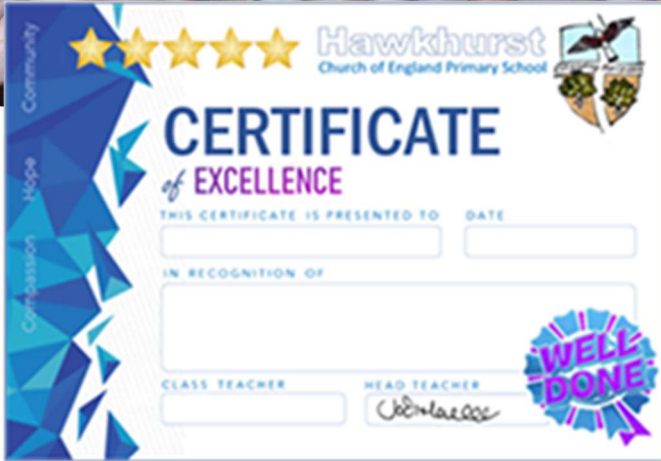 Community
Hope
Compassion
Hawkhurst
Church of England Primary School
CERTIFICATE
of EXCELLENCE
THIS CERTIFICATE IS PRESENTED TO
DATE
IN RECOGNITION OF
CLASS TEACHER
HEAD TEACHER
WELL
DONE